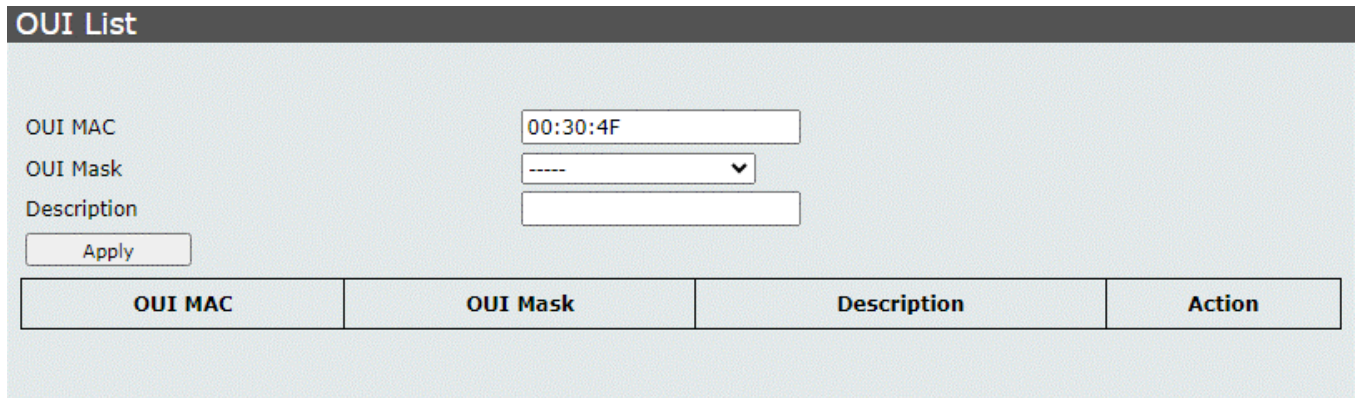 OUI List
OUI MAC 00:30:4F
OUI Mask -----
Description
Apply
OUI MAC OUI Mask Description Action